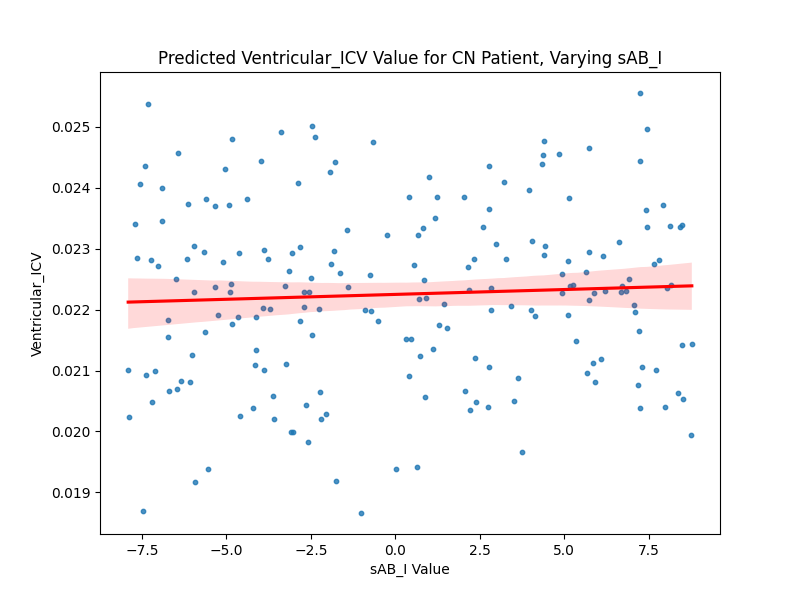 Predicted Ventricular_ICV Value for CN Patient, Varying sAB_I
0.025
0.024
0.023
0.022
0.021
0.020
0.019
Ventricular_ICV
−7.5 −5.0 −2.5 0.0 2.5 5.0 7.5
sAB_I Value